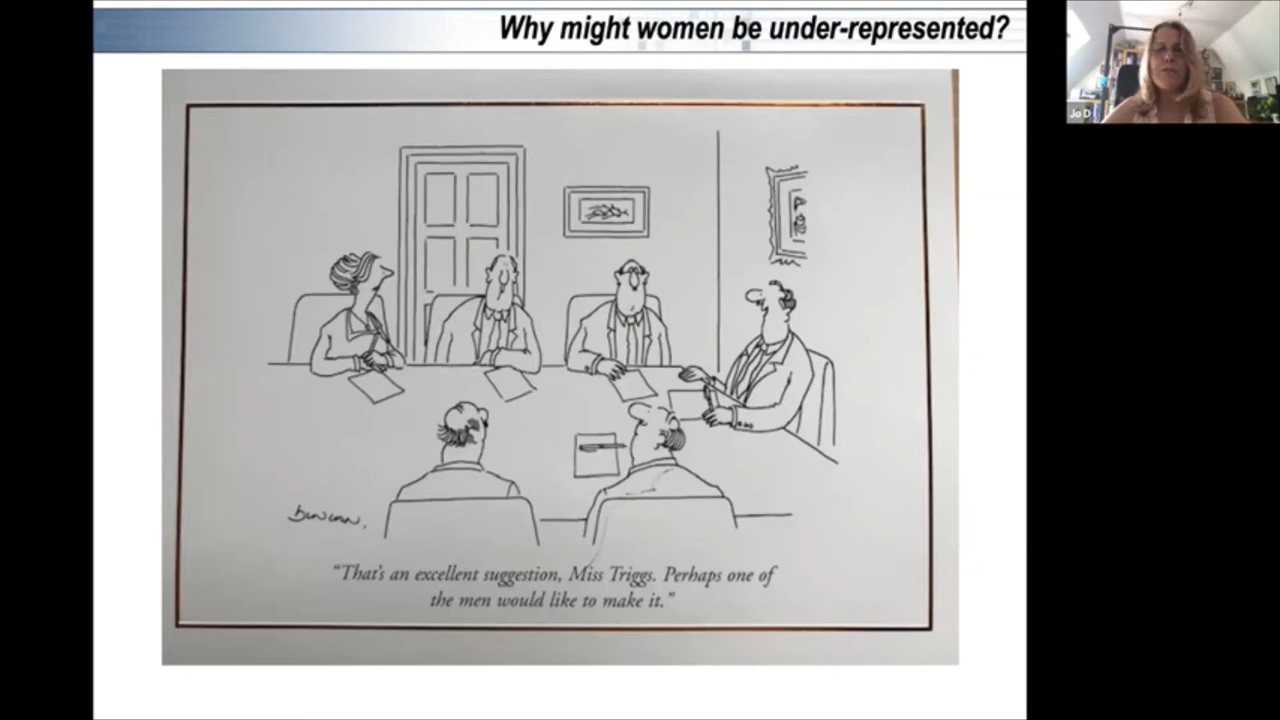 Why might women be under-represented?
Jo D
Duncan.
"That's an excellent suggestion, Miss Triggs. Perhaps one of
the men would like to make it."